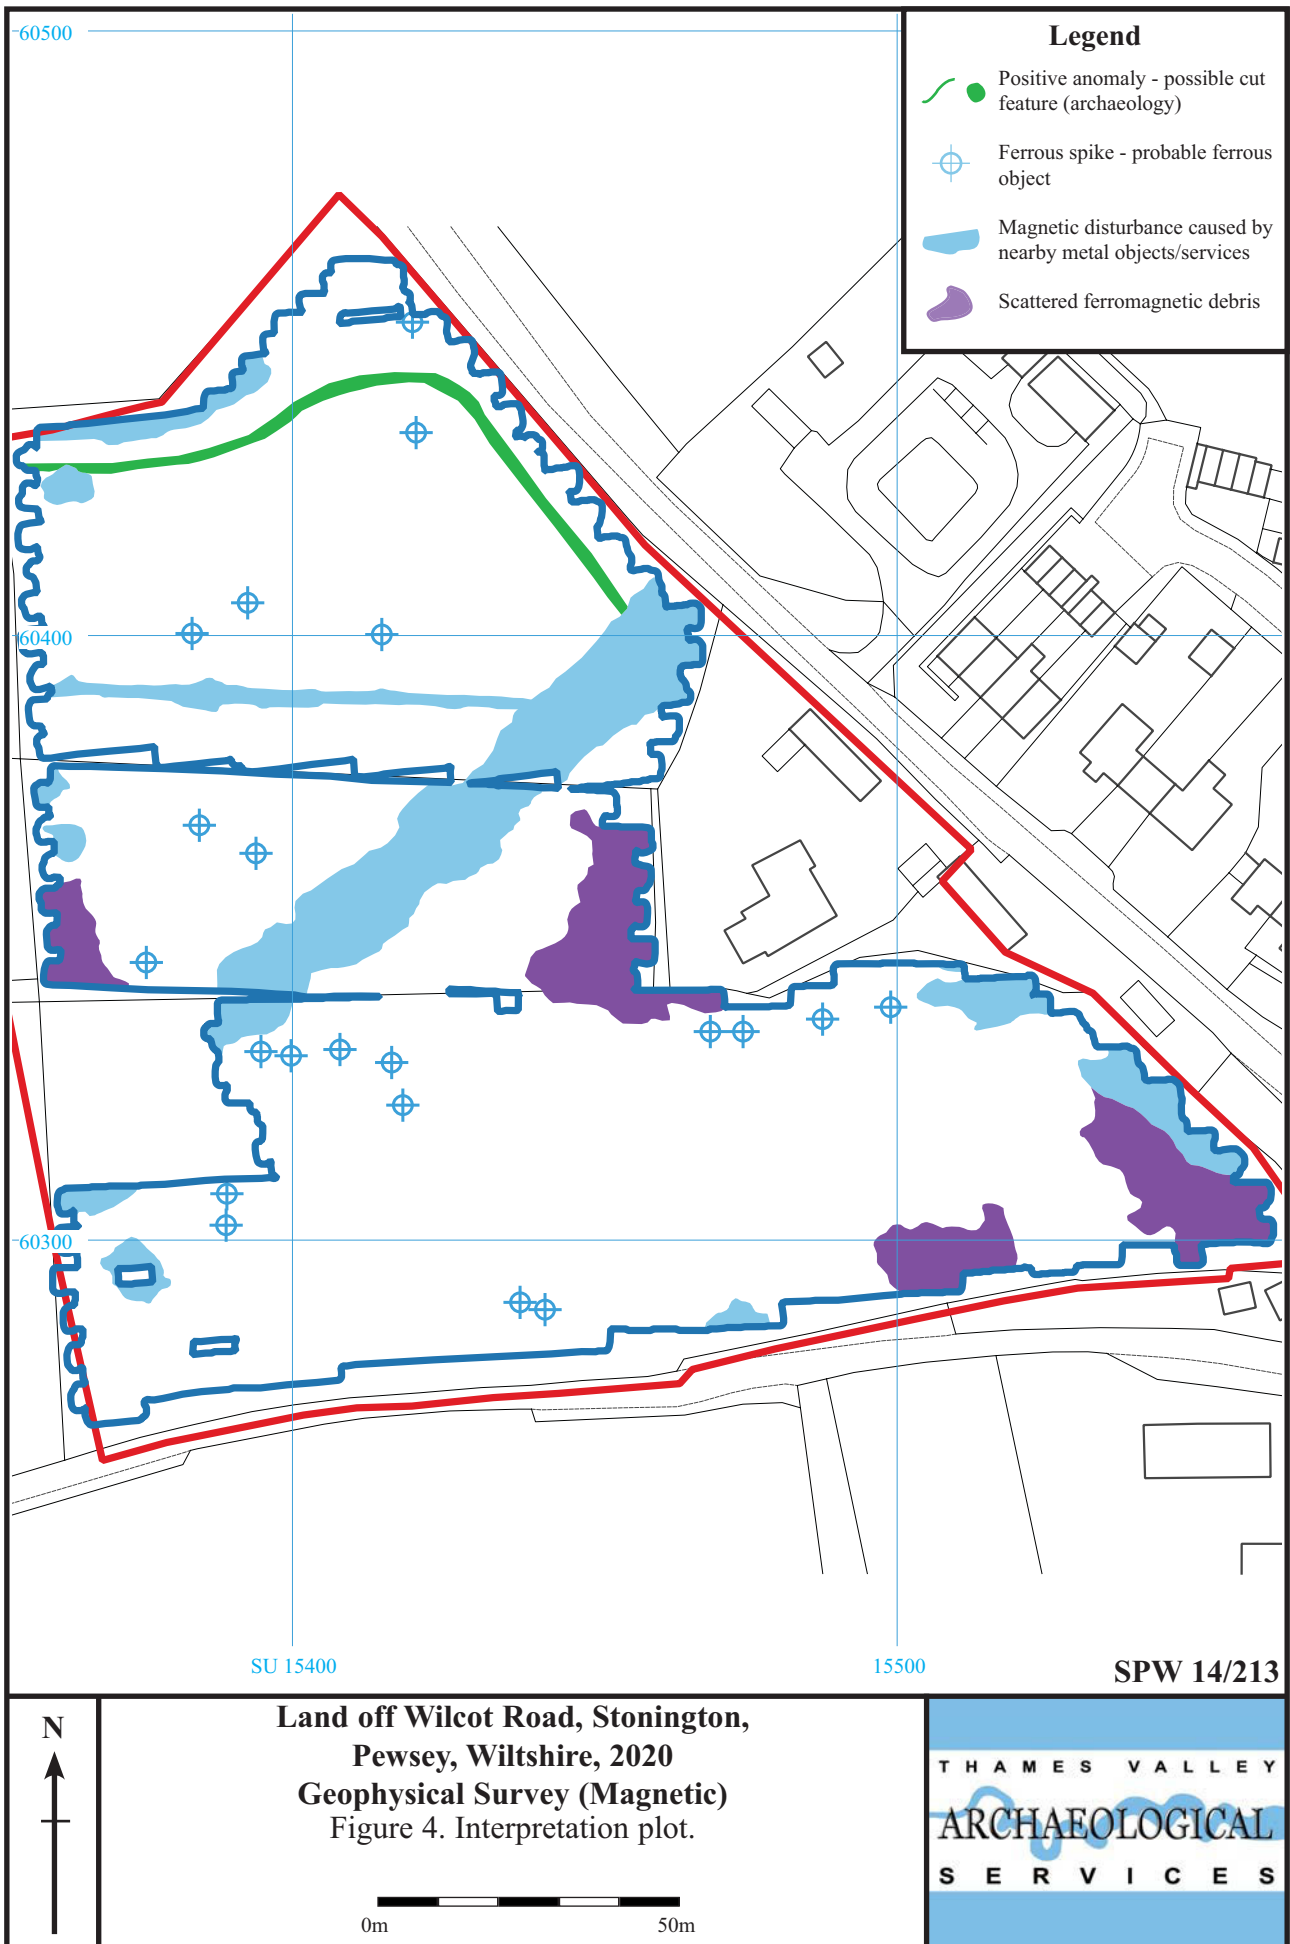 60500
Legend
Positive anomaly - possible cut
feature (archaeology)
Ferrous spike - probable ferrous
object
Magnetic disturbance caused by
nearby metal objects/services
Scattered ferromagnetic debris
60400
60300
SU 15400
15500
SPW 14/213
N
Land off Wilcot Road, Stonington,
Pewsey, Wiltshire, 2020
Geophysical Survey (Magnetic)
Figure 4. Interpretation plot.
0m
50m
THAMES VALLEY
ARCHAEOLOGICAL
SERVICES